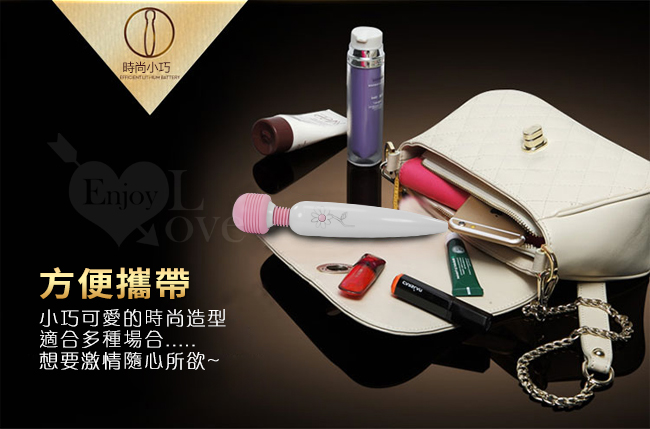 時尚小巧
EFFICIENT LITHIUM BATTERY
Enjoy
Love
方便攜帶
小巧可愛的時尚造型
適合多種場合.....
想要激情隨心所欲~